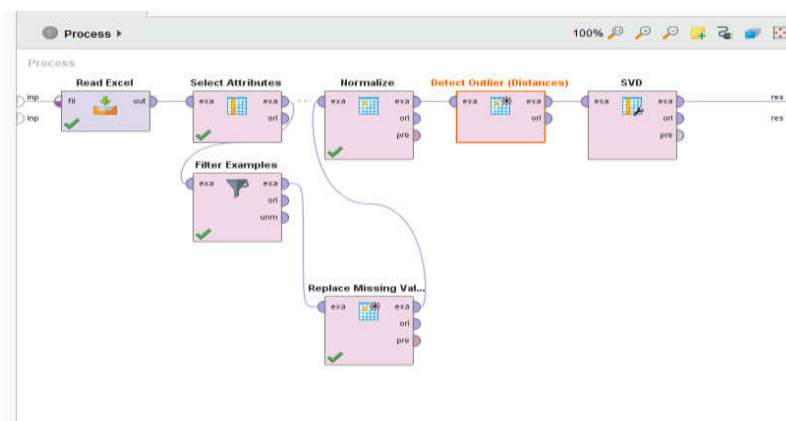 Process
100%
Process
Read Excel
Select Attributes
Normalize
Detect Outlier (Distances)
SVD
inp fil out exa exa exa exa exa exa exa exa res
inp ori ori ori ori res
pre pre
Filter Examples
exa exa
ori
unm
Replace Missing Val...
exa exa
ori
pre